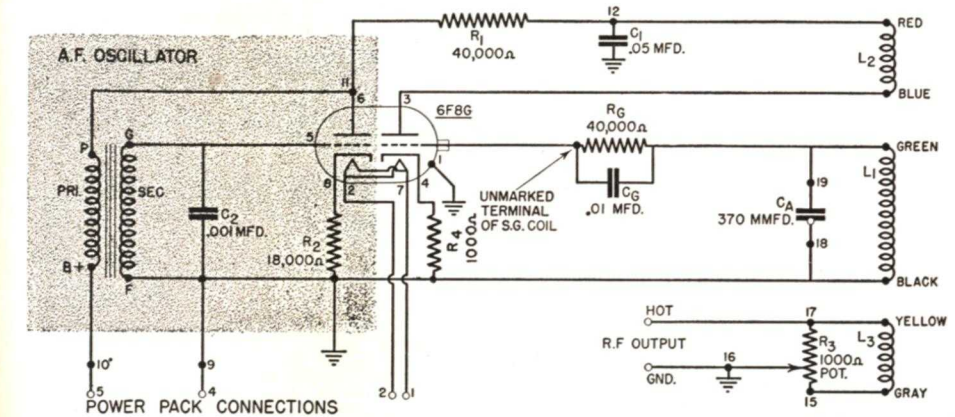 12
RED
R1
40,000Ω
C1
.05 MFD.
L2
A.F. OSCILLATOR
11
6
3
6F8G
BLUE
5
RG
40,000Ω
GREEN
P
G
1
L1
PRI.
SEC
8
2
7
4
UNMARKED
TERMINAL
OF S.G. COIL
CG
.01 MFD.
19
CA
370 MMFD.
18
C2
.001 MFD.
R2
18,000Ω
R4
1000Ω
B+
F
BLACK
HOT
17
YELLOW
R.F OUTPUT
R3
1000Ω
POT.
L3
16
GND.
15
GRAY
10
9
5
4
2
1
POWER PACK CONNECTIONS